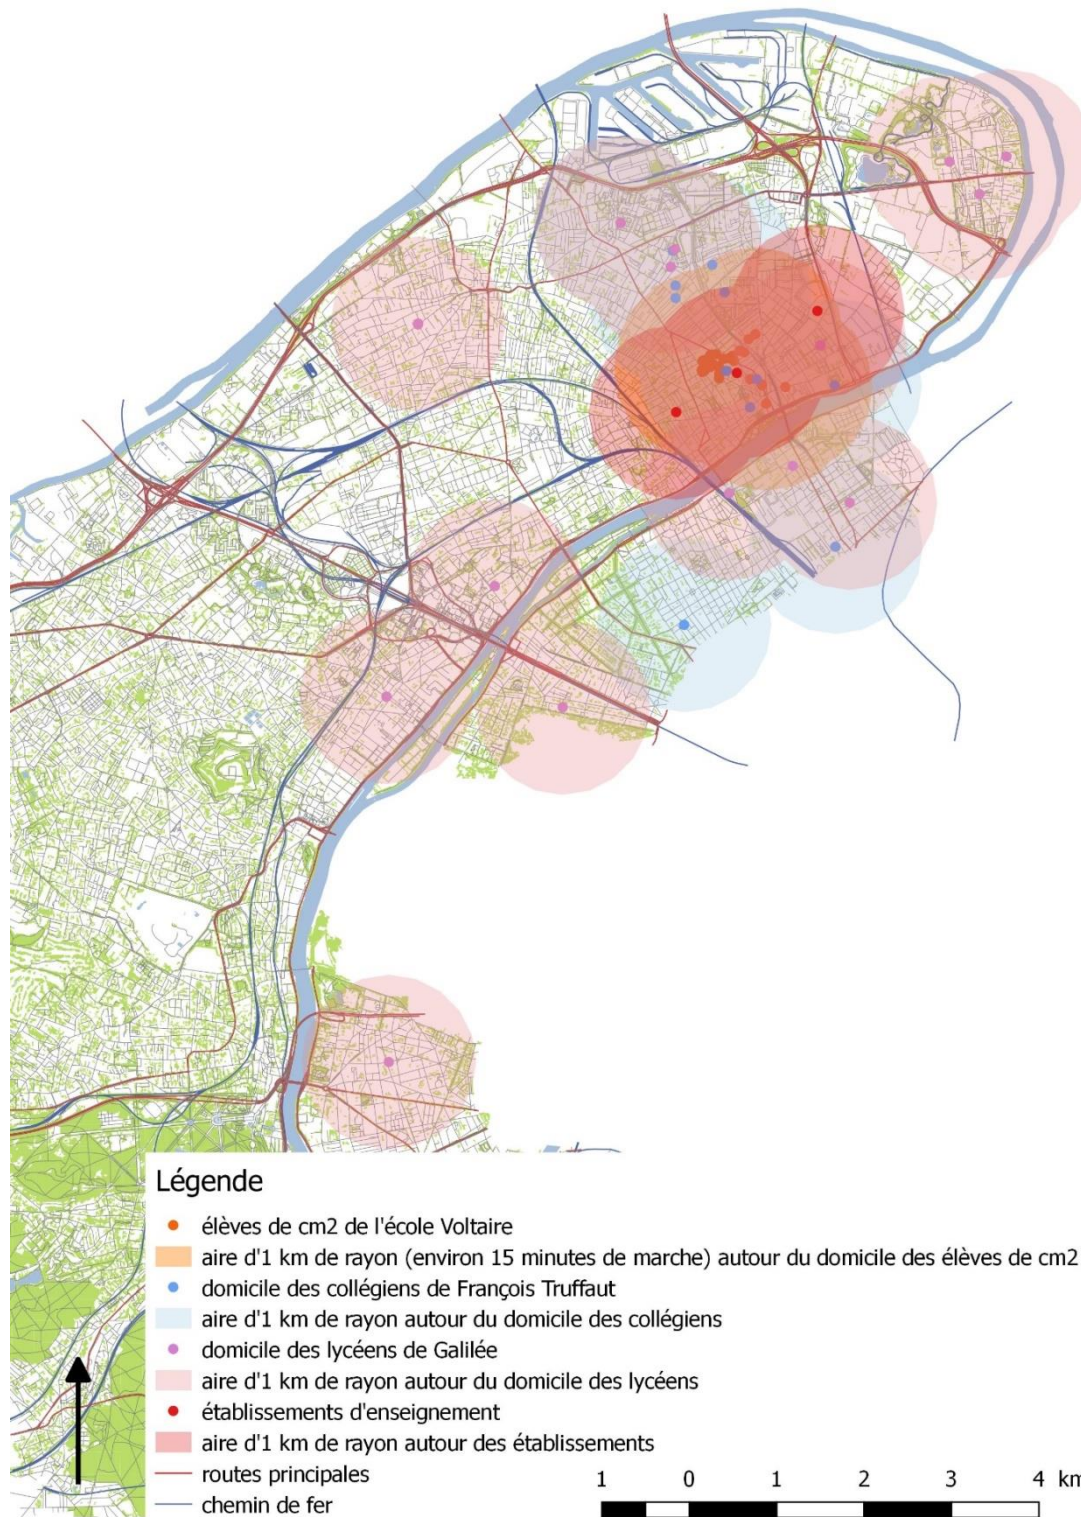 Légende
élèves de cm2 de l'école Voltaire
aire d'1 km de rayon (environ 15 minutes de marche) autour du domicile des élèves de cm2
domicile des collégiens de François Truffaut
aire d'1 km de rayon autour du domicile des collégiens
domicile des lycéens de Galilée
aire d'1 km de rayon autour du domicile des lycéens
établissements d'enseignement
aire d'1 km de rayon autour des établissements
routes principales
chemin de fer
1 0 1 2 3 4 km